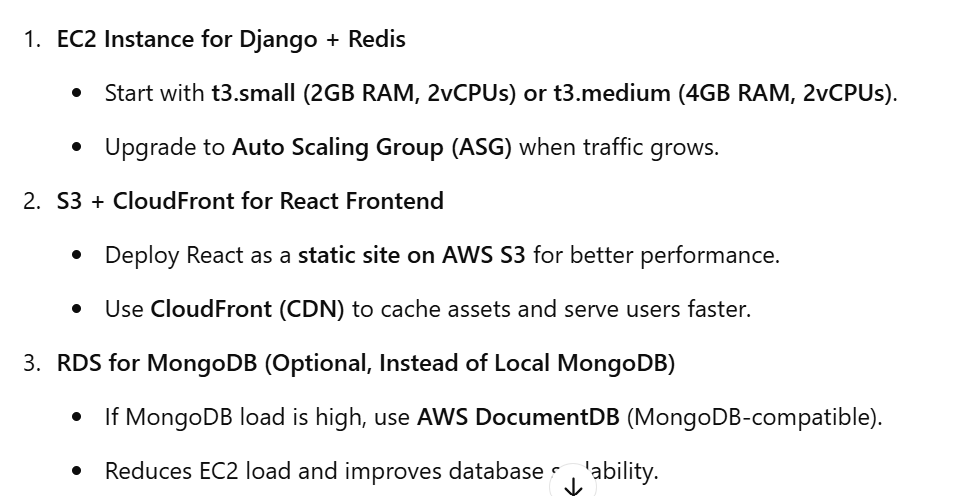 1. EC2 Instance for Django + Redis
• Start with t3.small (2GB RAM, 2vCPUs) or t3.medium (4GB RAM, 2vCPUs).
• Upgrade to Auto Scaling Group (ASG) when traffic grows.
2. S3 + CloudFront for React Frontend
• Deploy React as a static site on AWS S3 for better performance.
• Use CloudFront (CDN) to cache assets and serve users faster.
3. RDS for MongoDB (Optional, Instead of Local MongoDB)
• If MongoDB load is high, use AWS DocumentDB (MongoDB-compatible).
• Reduces EC2 load and improves database